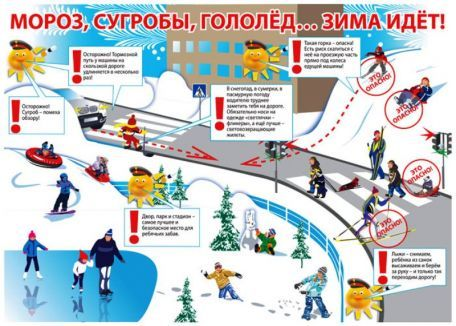 МОРОЗ, СУГРОБЫ, ГОЛОЛЁД... ЗИМА ИДЁТ!
Осторожно! Тормозной
путь у машины на
скользкой дороге
удлиняется в несколько
раз!
Такая горка – опасна!
Есть риск скатиться с
неё на проезжую часть
прямо под колеса
едущей машины!
ЭТО
ОПАСНО!
Осторожно!
Сугроб – помеха
обзору!
В снегопад, в сумерки, в
пасмурную погоду
водителю труднее
заметить тебя на дороге.
Обязательно носи на
одежде «светлячки» –
фликеры, а ещё лучше –
световозвращающие
жилеты.
ЭТО
ОПАСНО!
ЭТО
ОПАСНО!
ЭТО
ОПАСНО!
Двор, парк и стадион –
самое лучшее и
безопасное место для
ребячьих забав.
Лыжи – снимаем,
ребёнка из санок
высаживаем и берём
за руку – и только так
переходим дорогу!